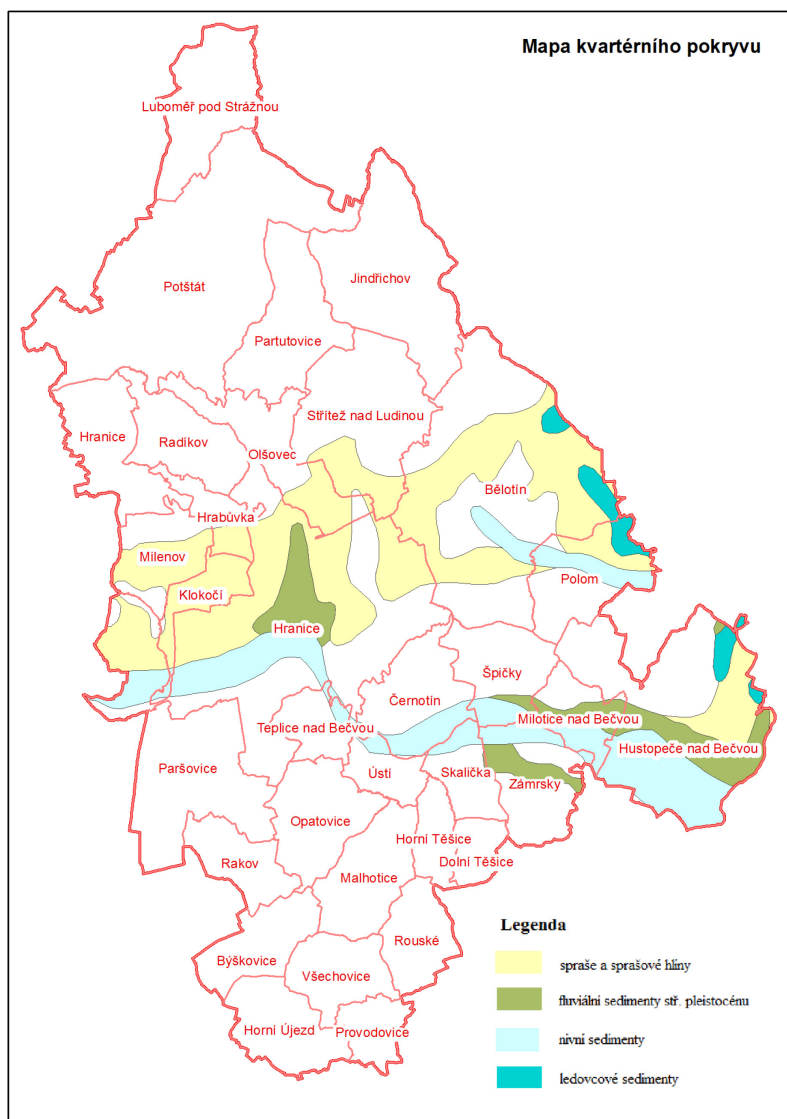 Mapa kvartérního pokryvu
Luboměř pod Strážnou
Potštát
Jindřichov
Partutovice
Hranice
Radíkov
Střítež nad Ludinou
Olšovec
Bělotín
Hrabůvka
Milenov
Klokočí
Polom
Hranice
Špičky
Černotín
Teplice nad Bečvou
Milotice nad Bečvou
Hustopeče nad Bečvou
Paršovice
Ústí
Skalička
Zámrsky
Opatovice
Horní Těšice
Rakov
Malhotice
Dolní Těšice
Býškovice
Rouské
Všechovice
Horní Újezd
Provodovice
Legenda
spraše a sprašové hlíny
fluviální sedimenty stř. pleistocénu
nivní sedimenty
ledovcové sedimenty